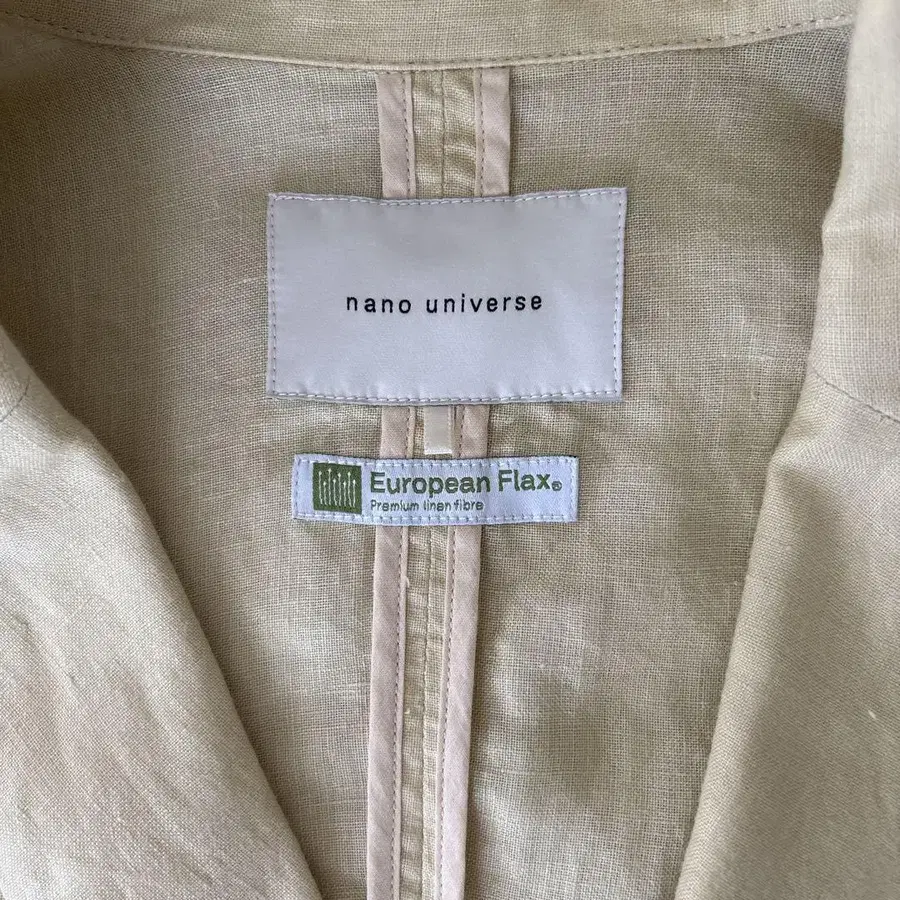 nano universe
European Flax®
Premium linen fibre